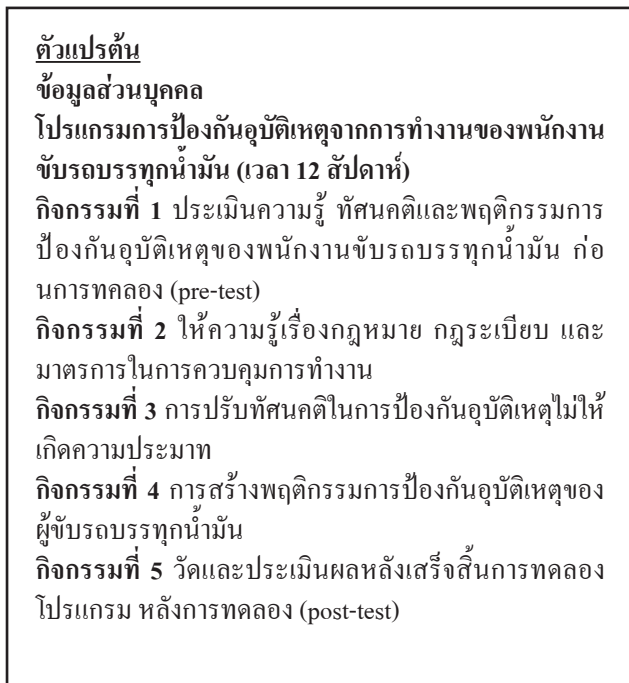 ตัวแปรต้น
ข้อมูลส่วนบุคคล
โปรแกรมการป้องกันอุบัติเหตุจากการทำงานของพนักงาน
ขับรถบรรทุกน้ำมัน (เวลา 12 สัปดาห์)
กิจกรรมที่ 1 ประเมินความรู้ ทัศนคติและพฤติกรรมการ
ป้องกันอุบัติเหตุของพนักงานขับรถบรรทุกน้ำมัน ก่อ
นการทคลอง (pre-test)
กิจกรรมที่ 2 ให้ความรู้เรื่องกฎหมาย กฎระเบียบ และ
มาตรการในการควบคุมการทำงาน
กิจกรรมที่ 3 การปรับทัศนคติในการป้องกันอุบัติเหตุไม่ให้
เกิดความประมาท
กิจกรรมที่ 4 การสร้างพฤติกรรมการป้องกันอุบัติเหตุของ
ผู้ขับรถบรรทุกน้ำมัน
กิจกรรมที่ 5 วัดและประเมินผลหลังเสร็จสิ้นการทดลอง
โปรแกรม หลังการทดลอง (post-test)